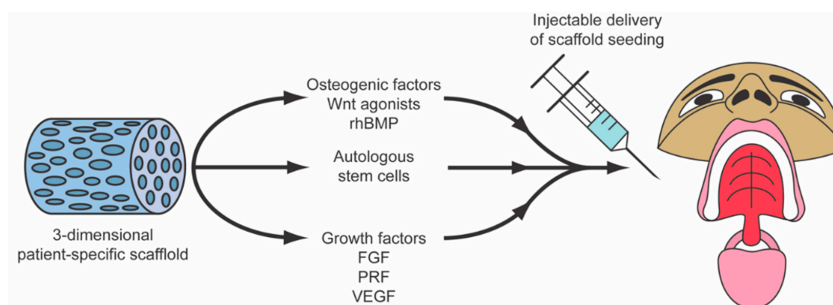 Injectable delivery
of scaffold seeding
Osteogenic factors
Wnt agonists
rhBMP
Autologous
stem cells
3-dimensional
patient-specific scafflold
Growth factors
FGF
PRF
VEGF